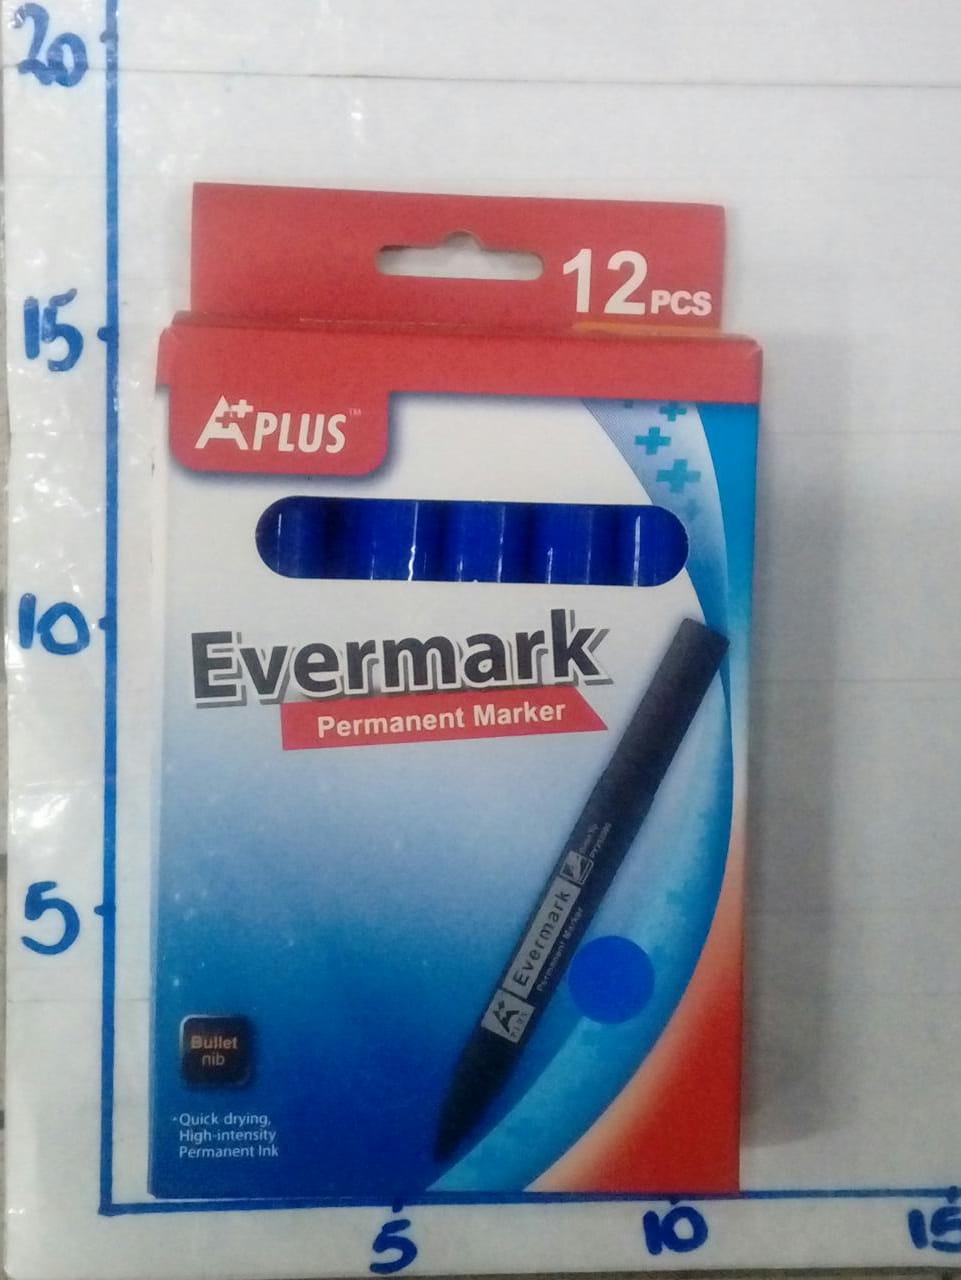 20
12 PCS
15
A+ PLUS™
10
Evermark
Permanent Marker
5
Evermark
Permanent Marker
A+ PLUS
Bullet
nib
Quick drying,
High-intensity
Permanent Ink
5
10
15